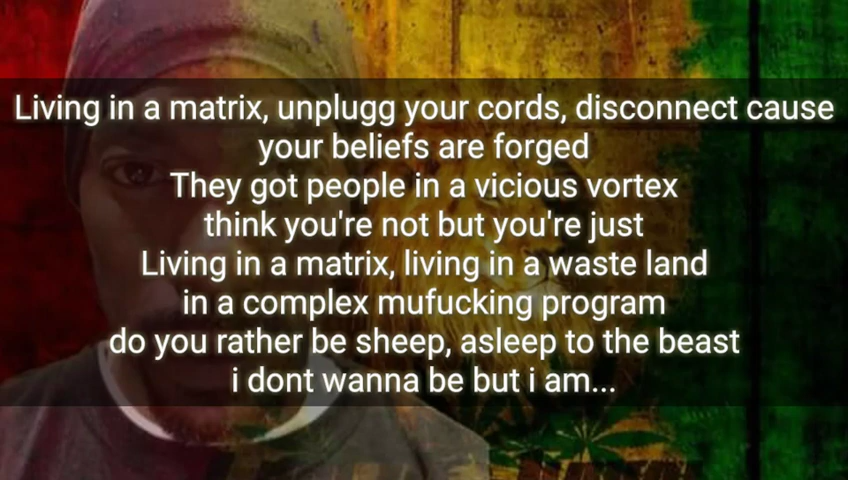 Living in a matrix, unplugg your cords, disconnect cause
your beliefs are forged
They got people in a vicious vortex
think you're not but you're just
Living in a matrix, living in a waste land
in a complex mufucking program
do you rather be sheep, asleep to the beast
i dont wanna be but i am...